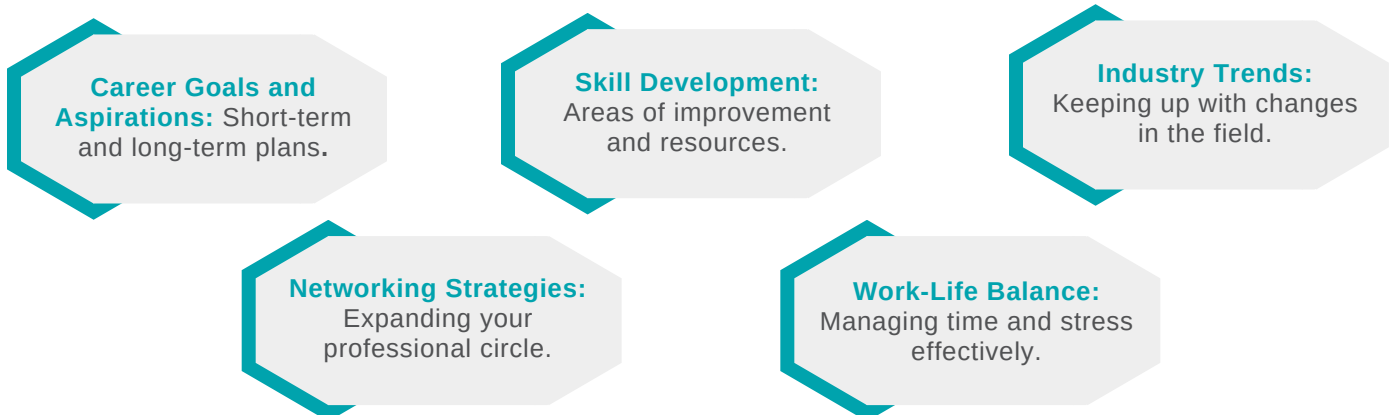 Career Goals and
Aspirations: Short-term
and long-term plans.
Skill Development:
Areas of improvement
and resources.
Industry Trends:
Keeping up with changes
in the field.
Networking Strategies:
Expanding your
professional circle.
Work-Life Balance:
Managing time and stress
effectively.